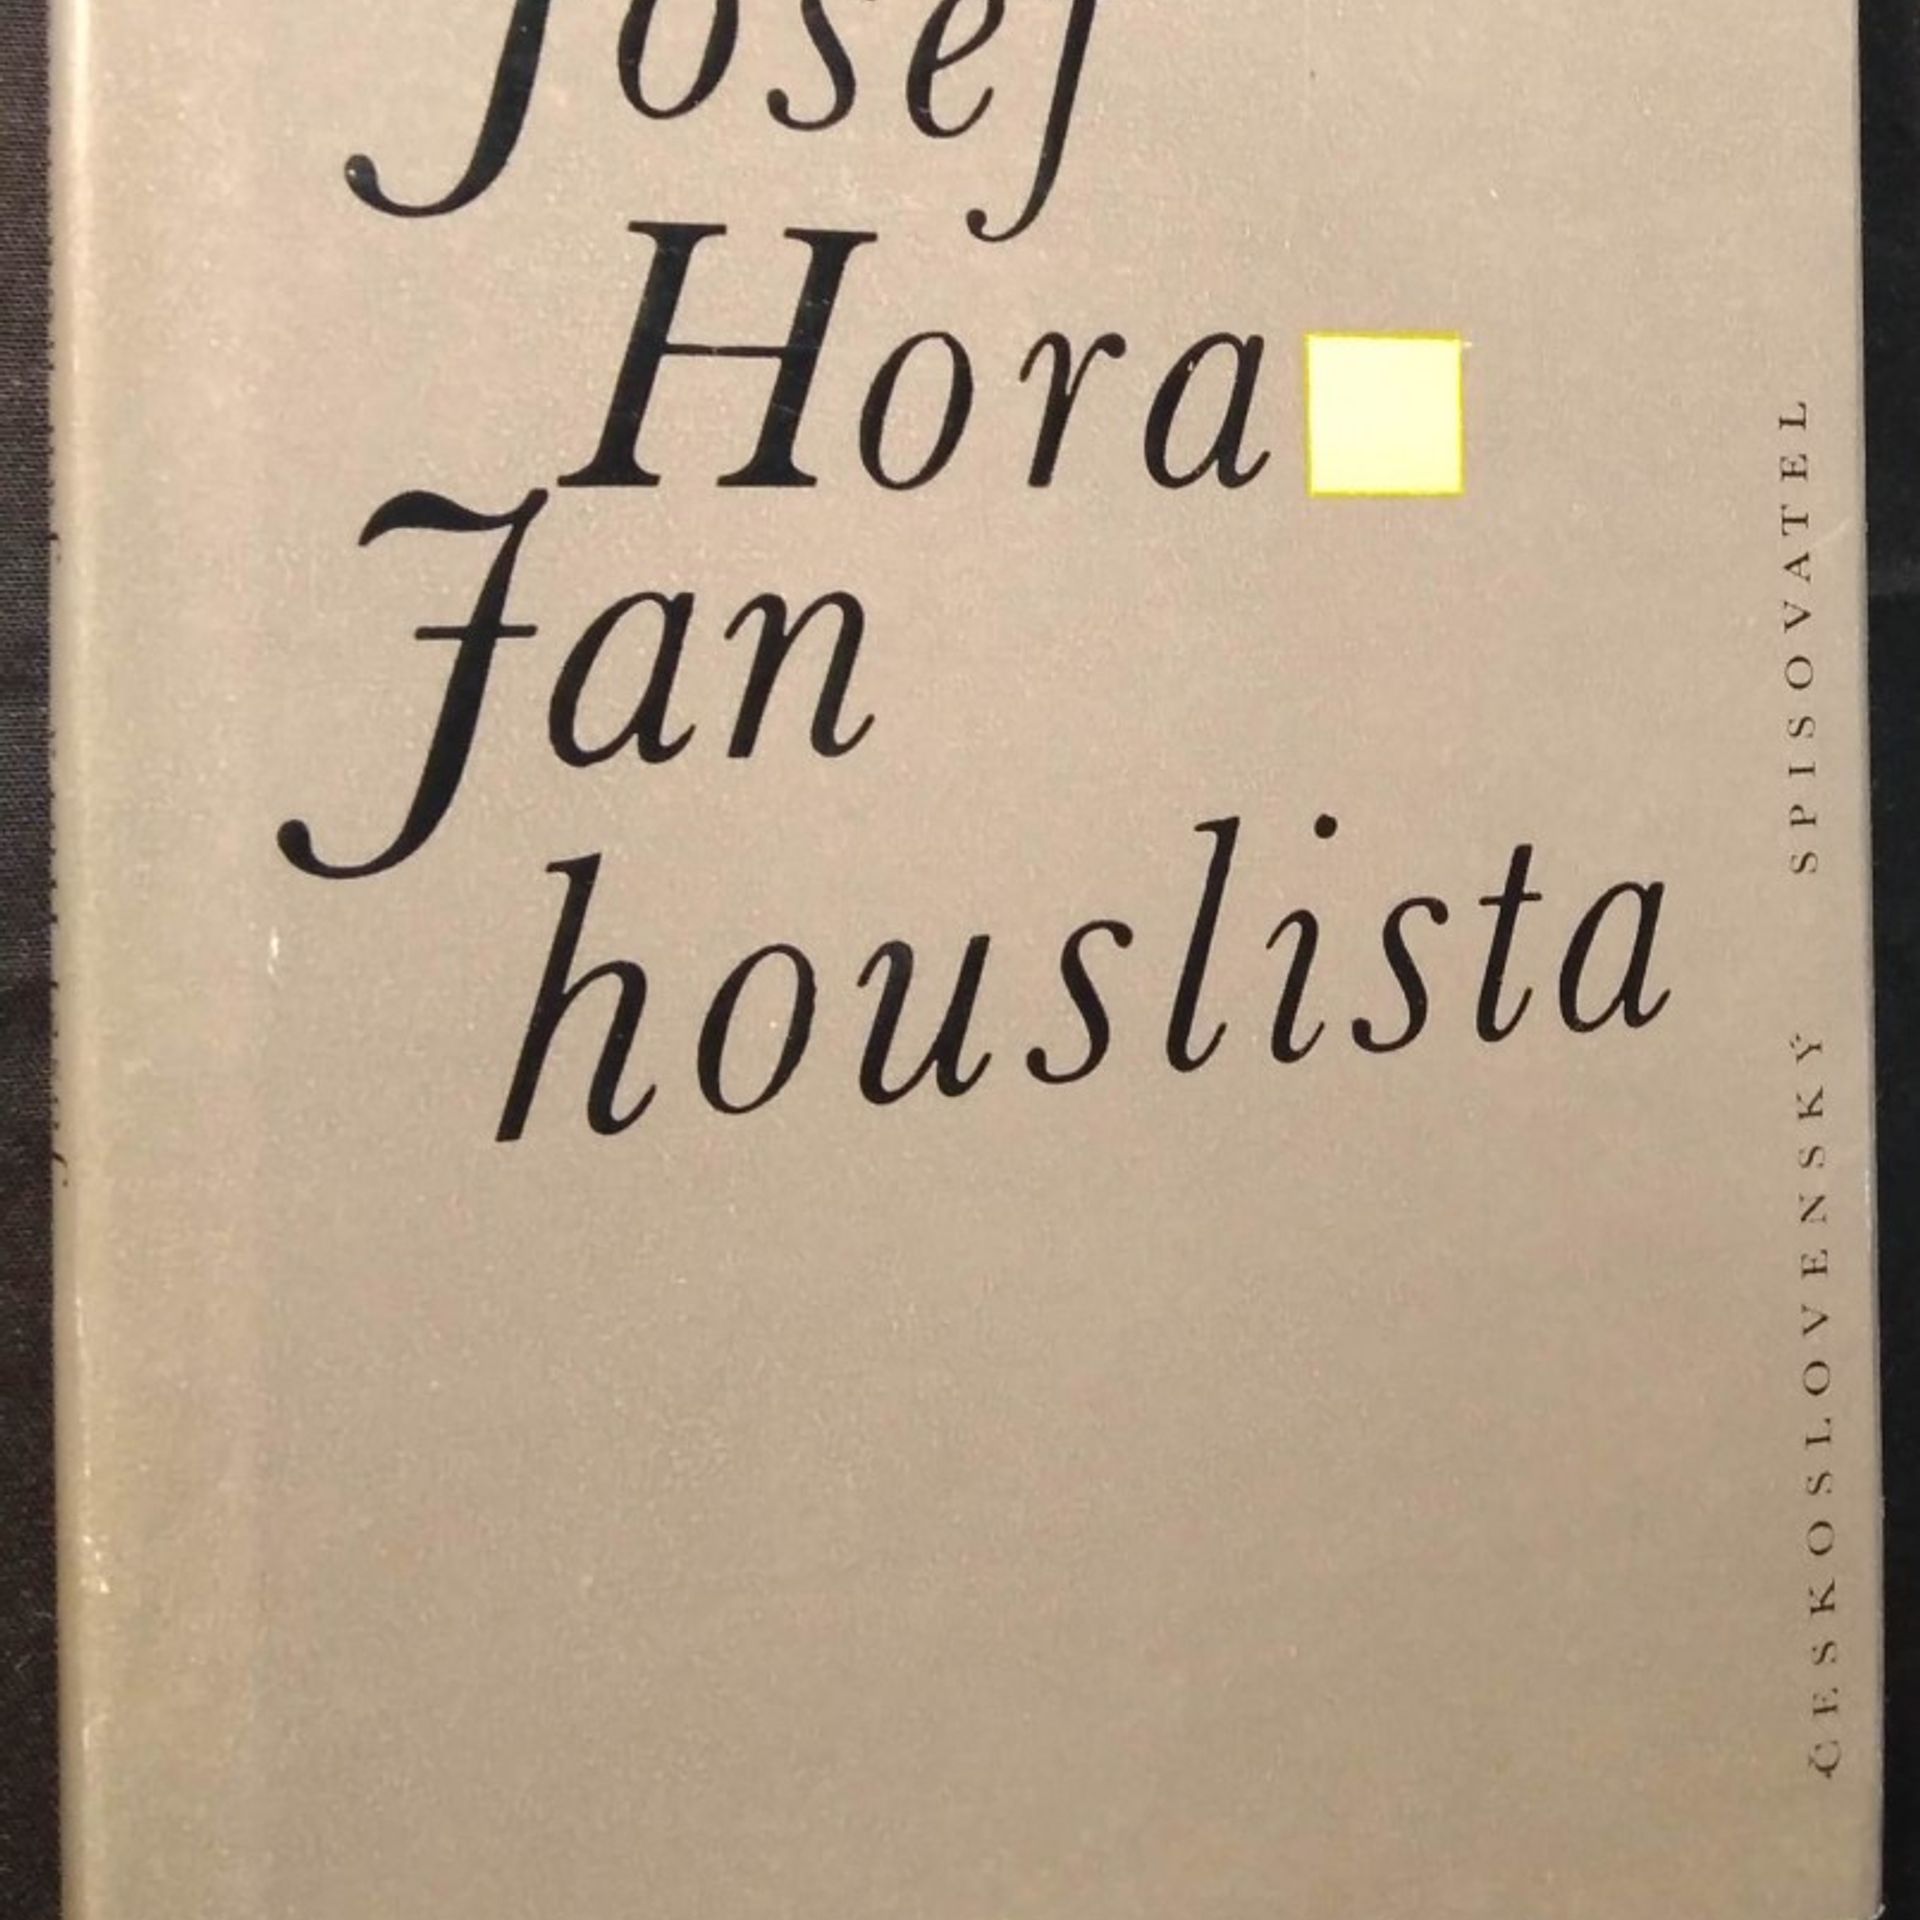 Josef
Hora
Jan
houslista
ČESKOSLOVENSKÝ SPISOVATEL